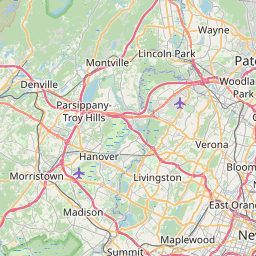 Wayne
Lincoln Park
Pate
Montville
Woodla
Park
Denville
Parsippany-
Troy Hills
Verona
Hanover
Bloom
Morristown
Livingston
East Orange
Madison
New
Maplewood
Summit